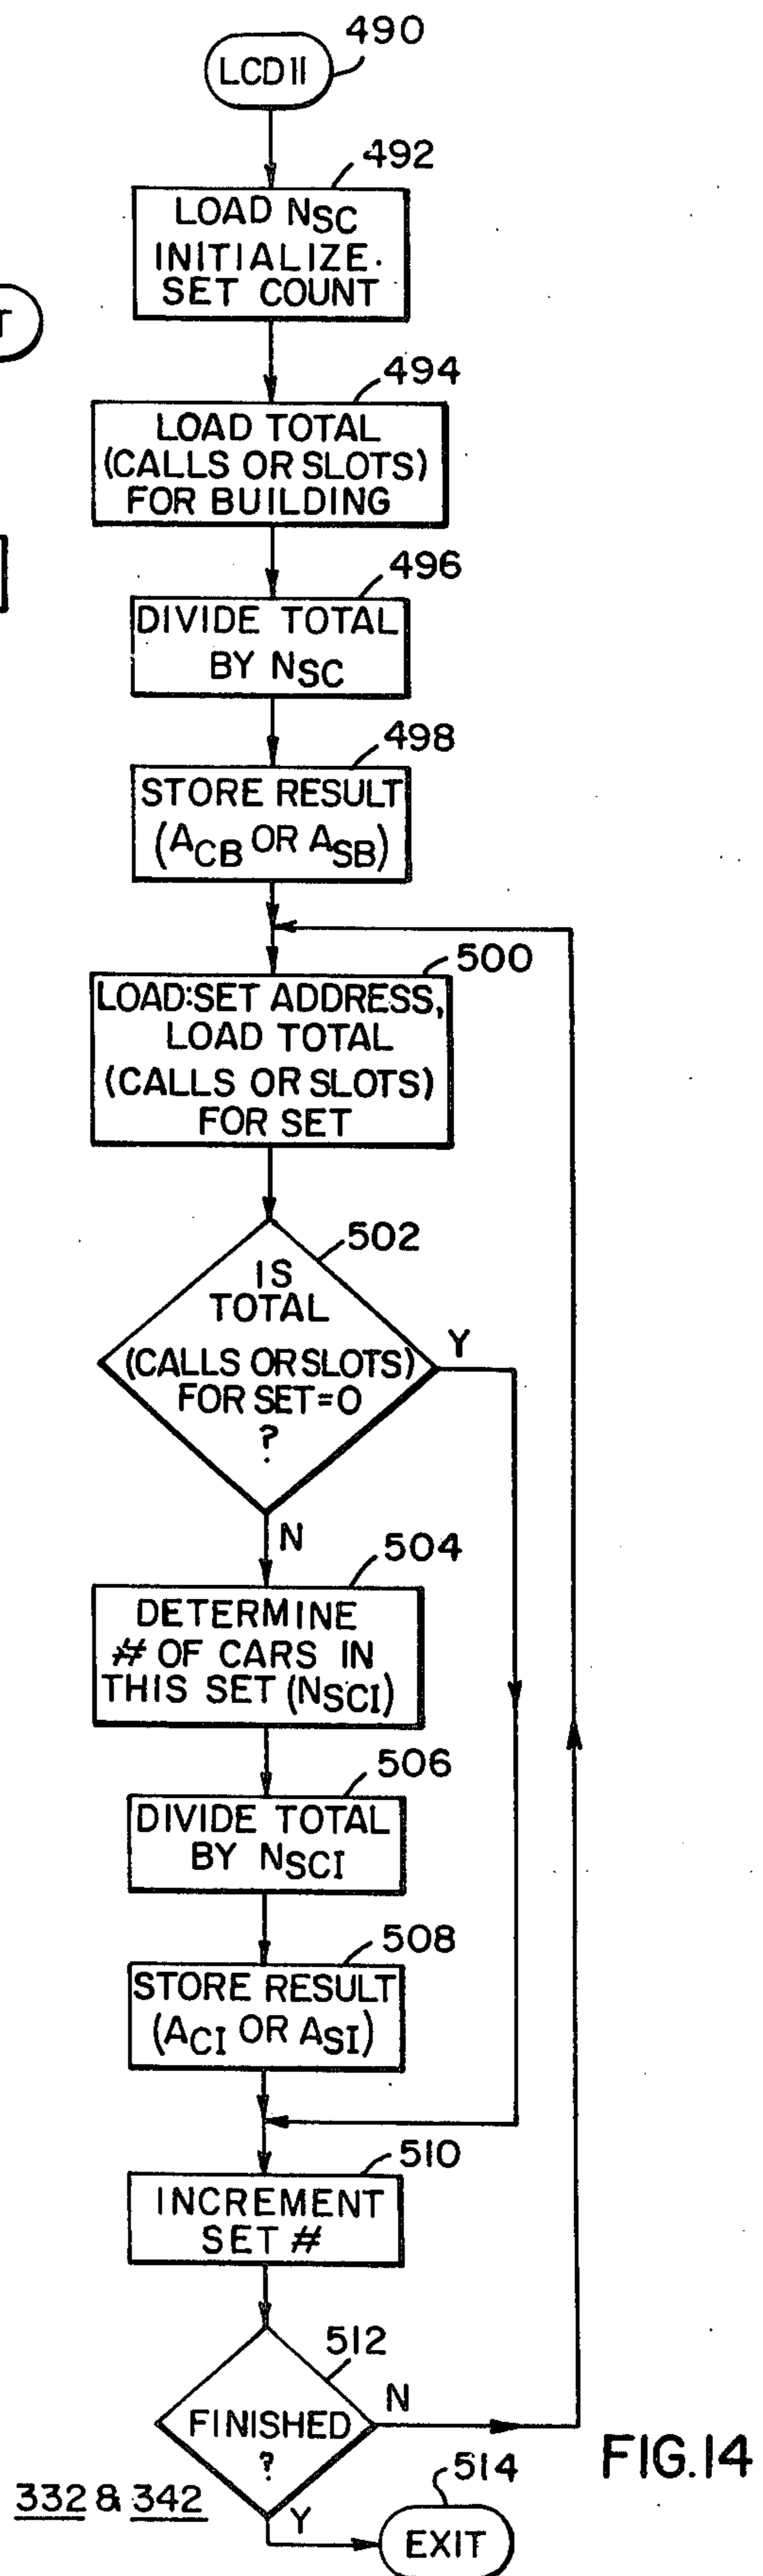 490
LCD11
492
LOAD NSC
INITIALIZE
SET COUNT
T
494
LOAD TOTAL
(CALLS OR SLOTS)
FOR BUILDING
496
DIVIDE TOTAL
BY NSC
498
STORE RESULT
(ACB OR ASB)
500
LOAD:SET ADDRESS,
LOAD TOTAL
(CALLS OR SLOTS)
FOR SET
502
IS
TOTAL
(CALLS OR SLOTS)
FOR SET=0
?
Y
N
504
DETERMINE
# OF CARS IN
THIS SET (NSCI)
506
DIVIDE TOTAL
BY NSCI
508
STORE RESULT
(ACI OR ASI)
510
INCREMENT
SET #
512
FINISHED
?
N
FIG.14
332 & 342
Y
514
EXIT